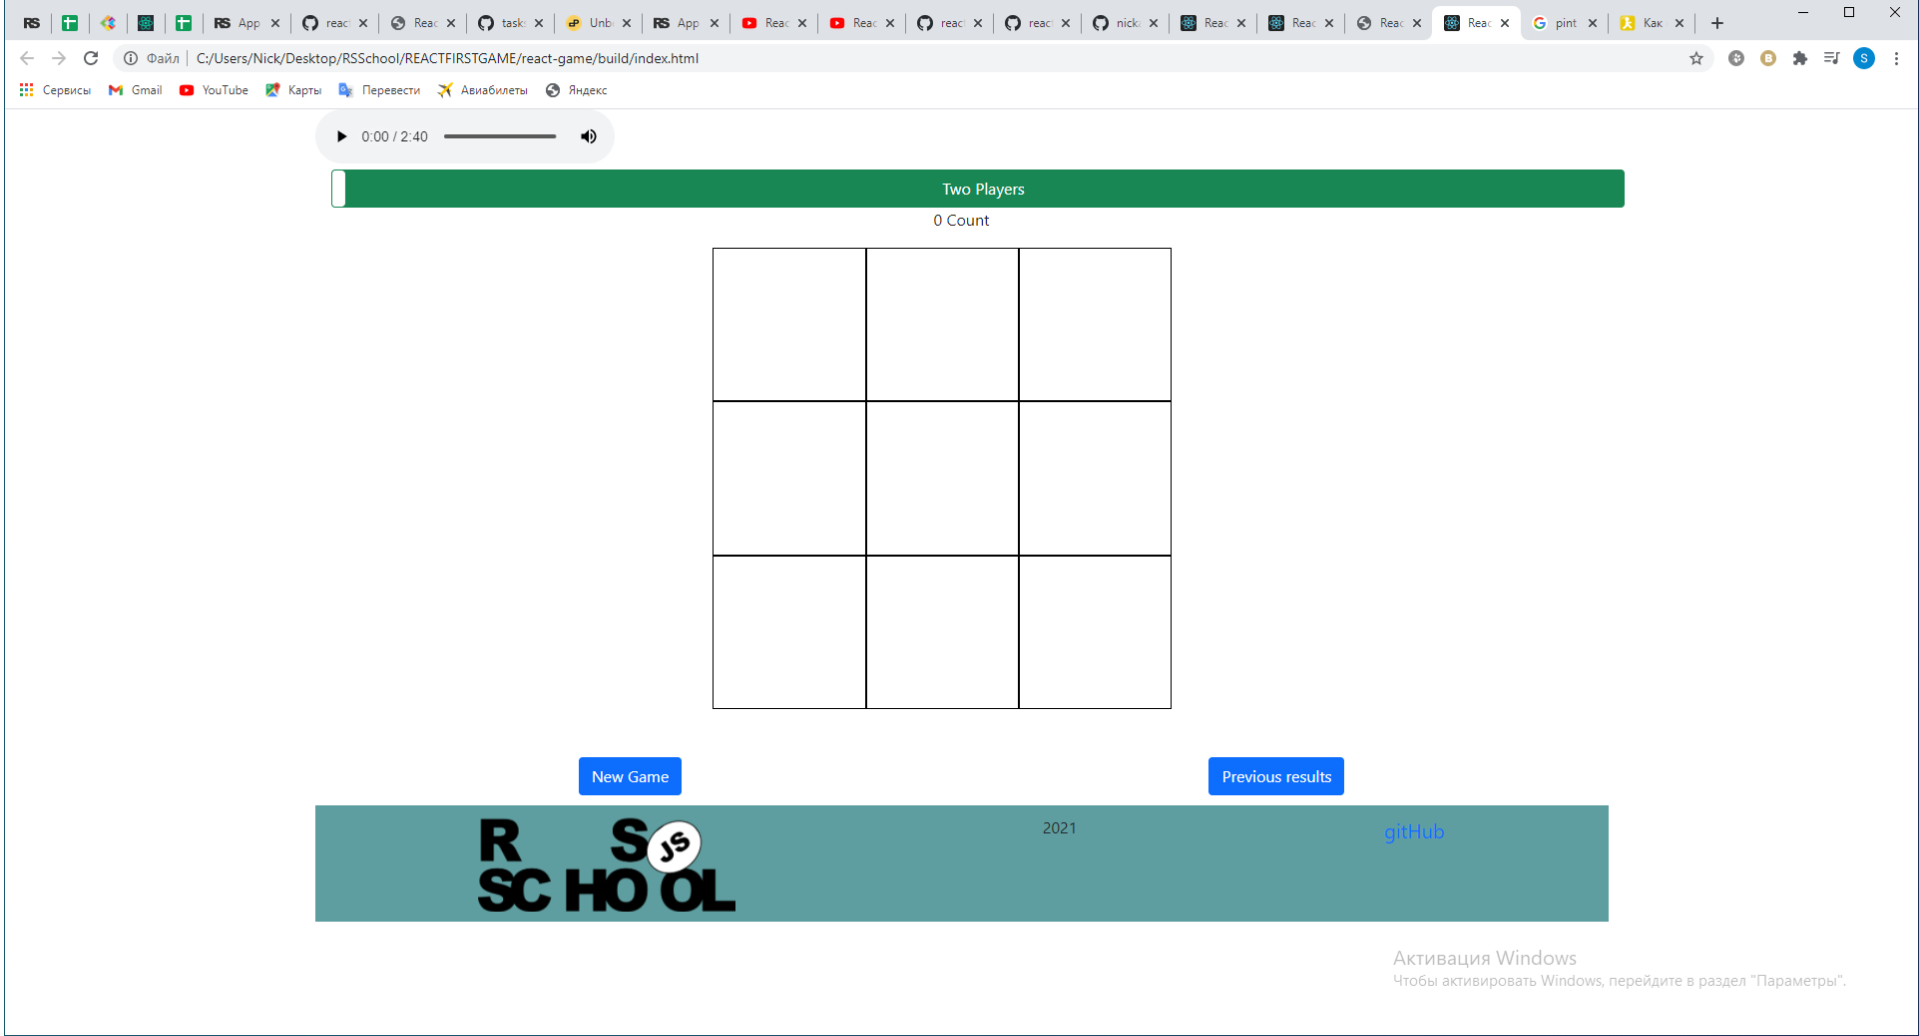 RS
App
reac
Reac
task
Unb
RS
App
Reac
Reac
reac
reac
nick
Reac
Reac
Reac
Reac
pint
Как
Файл
C:/Users/Nick/Desktop/RSSchool/REACTFIRSTGAME/react-game/build/index.html
S
Сервисы
Gmail
YouTube
Карты
Перевести
Авиабилеты
Яндекс
0:00 / 2:40
Two Players
0 Count
New Game
Previous results
R S JS
SCHOOL
2021
gitHub
Активация Windows
Чтобы активировать Windows, перейдите в раздел "Параметры".